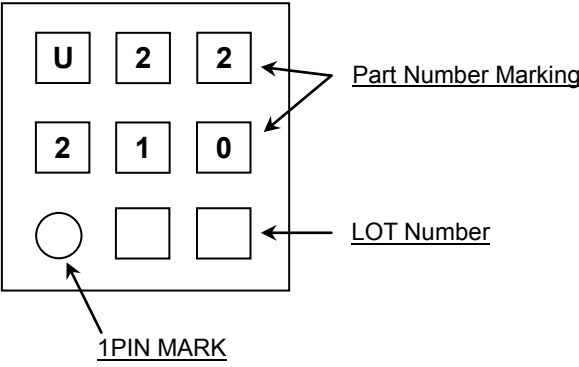 U 2 2
Part Number Marking
2 1 0
LOT Number
1PIN MARK